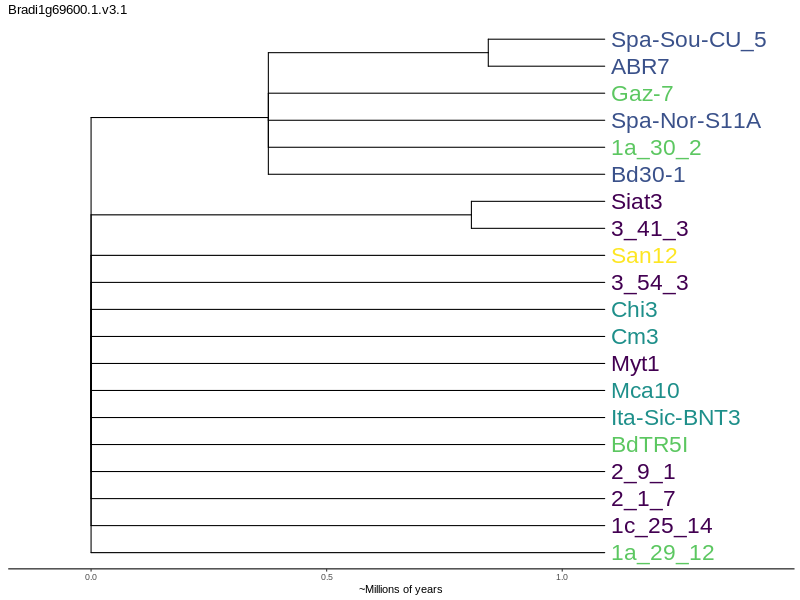 Bradi1g69600.1.v3.1
Spa-Sou-CU_5
ABR7
Gaz-7
Spa-Nor-S11A
1a_30_2
Bd30-1
Siat3
3_41_3
San12
3_54_3
Chi3
Cm3
Myt1
Mca10
Ita-Sic-BNT3
BdTR5I
2_9_1
2_1_7
1c_25_14
1a_29_12
0.0 0.5 1.0
~Millions of years